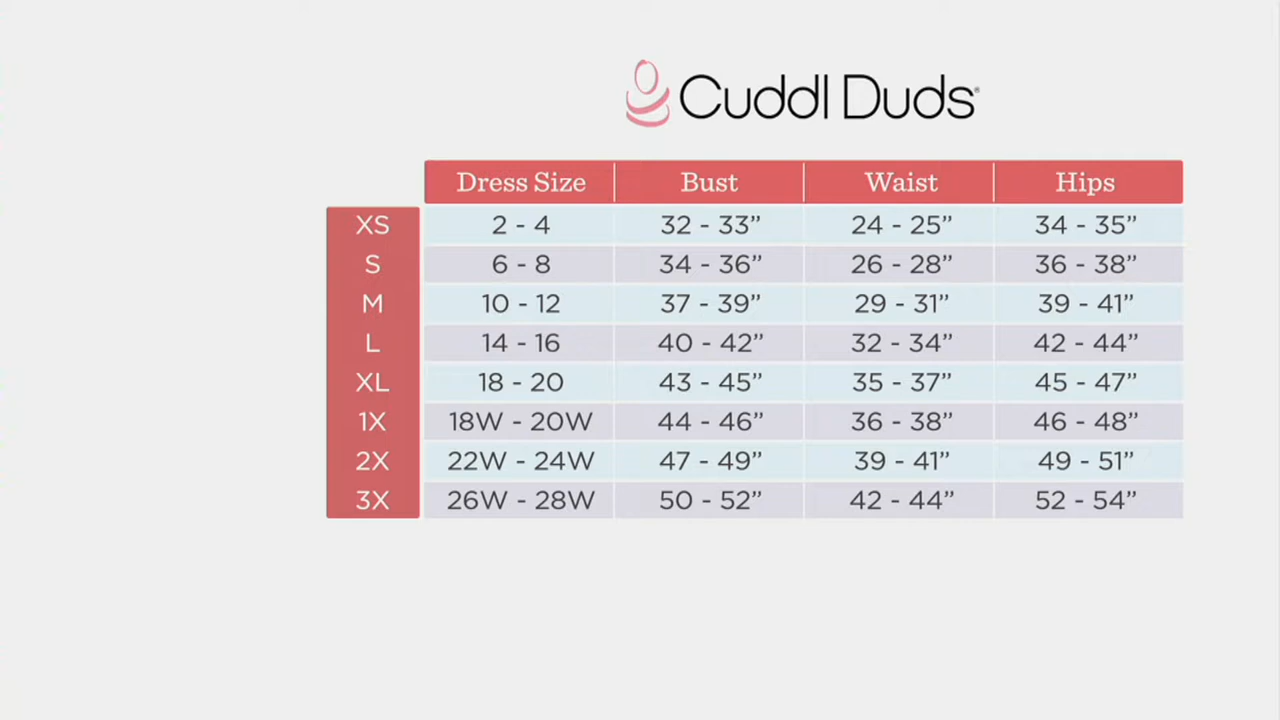 Cuddl Duds®
Dress Size Bust Waist Hips
XS 2 - 4 32 - 33” 24 - 25” 34 - 35”
S 6 - 8 34 - 36” 26 - 28” 36 - 38”
M 10 - 12 37 - 39” 29 - 31” 39 - 41”
L 14 - 16 40 - 42” 32 - 34” 42 - 44”
XL 18 - 20 43 - 45” 35 - 37” 45 - 47”
1X 18W - 20W 44 - 46” 36 - 38” 46 - 48”
2X 22W - 24W 47 - 49” 39 - 41” 49 - 51”
3X 26W - 28W 50 - 52” 42 - 44” 52 - 54”